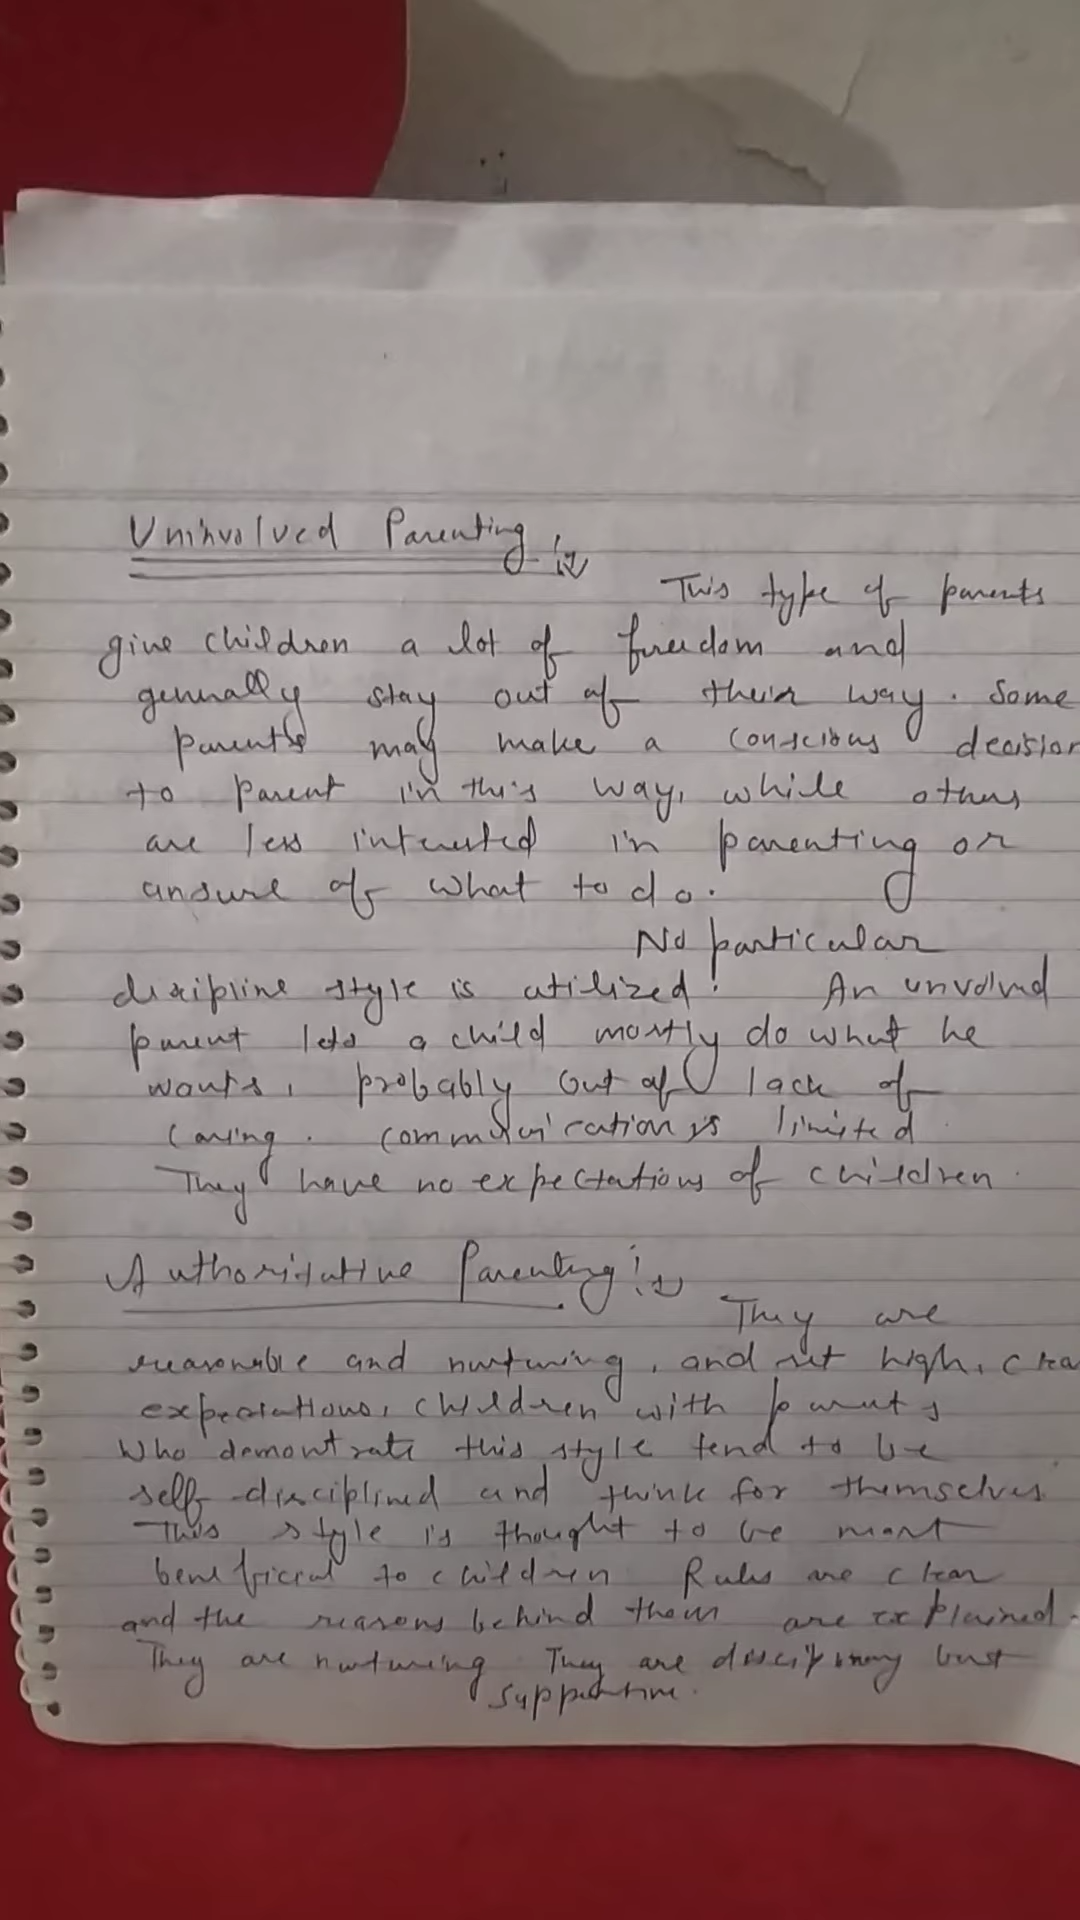 Uninvolved Parenting :-
This type of parents
give children a lot of freedom and
generally stay out of their way. Some
parents may make a conscious decision
to parent in this way, while others
are less interested in parenting or
unsure of what to do.
No particular
discipline style is utilized. An unvolved
parent lets a child mostly do what he
wants, probably out of lack of
caring. communication is limited
They have no expectations of children.
Authoritative Parenting :-
They are
reasonable and nurturing, and set high, clea
expectations, children with parents
who demontrate this style tend to be
self-disciplined and think for themselves
This style is thought to be most
beneficial to children Rules are clear
and the reasons behind them are explained.
They are nurturing They are but
supportive.